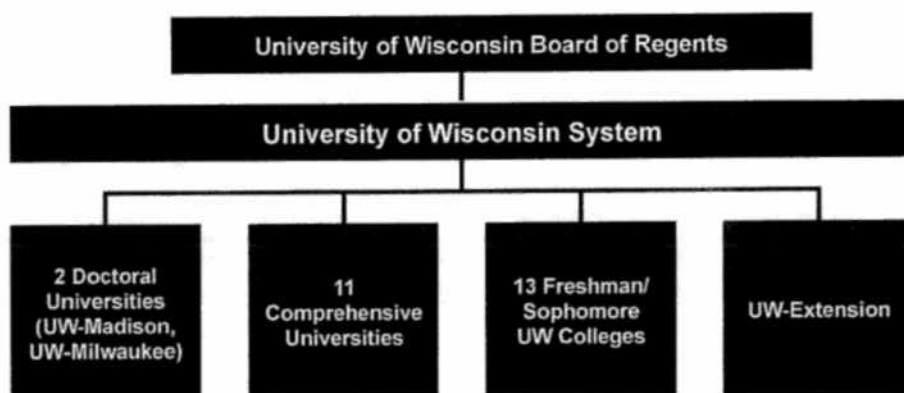 University of Wisconsin Board of Regents
University of Wisconsin System
2 Doctoral
Universities
(UW-Madison,
UW-Milwaukee)
11
Comprehensive
Universities
13 Freshman/
Sophomore
UW Colleges
UW-Extension